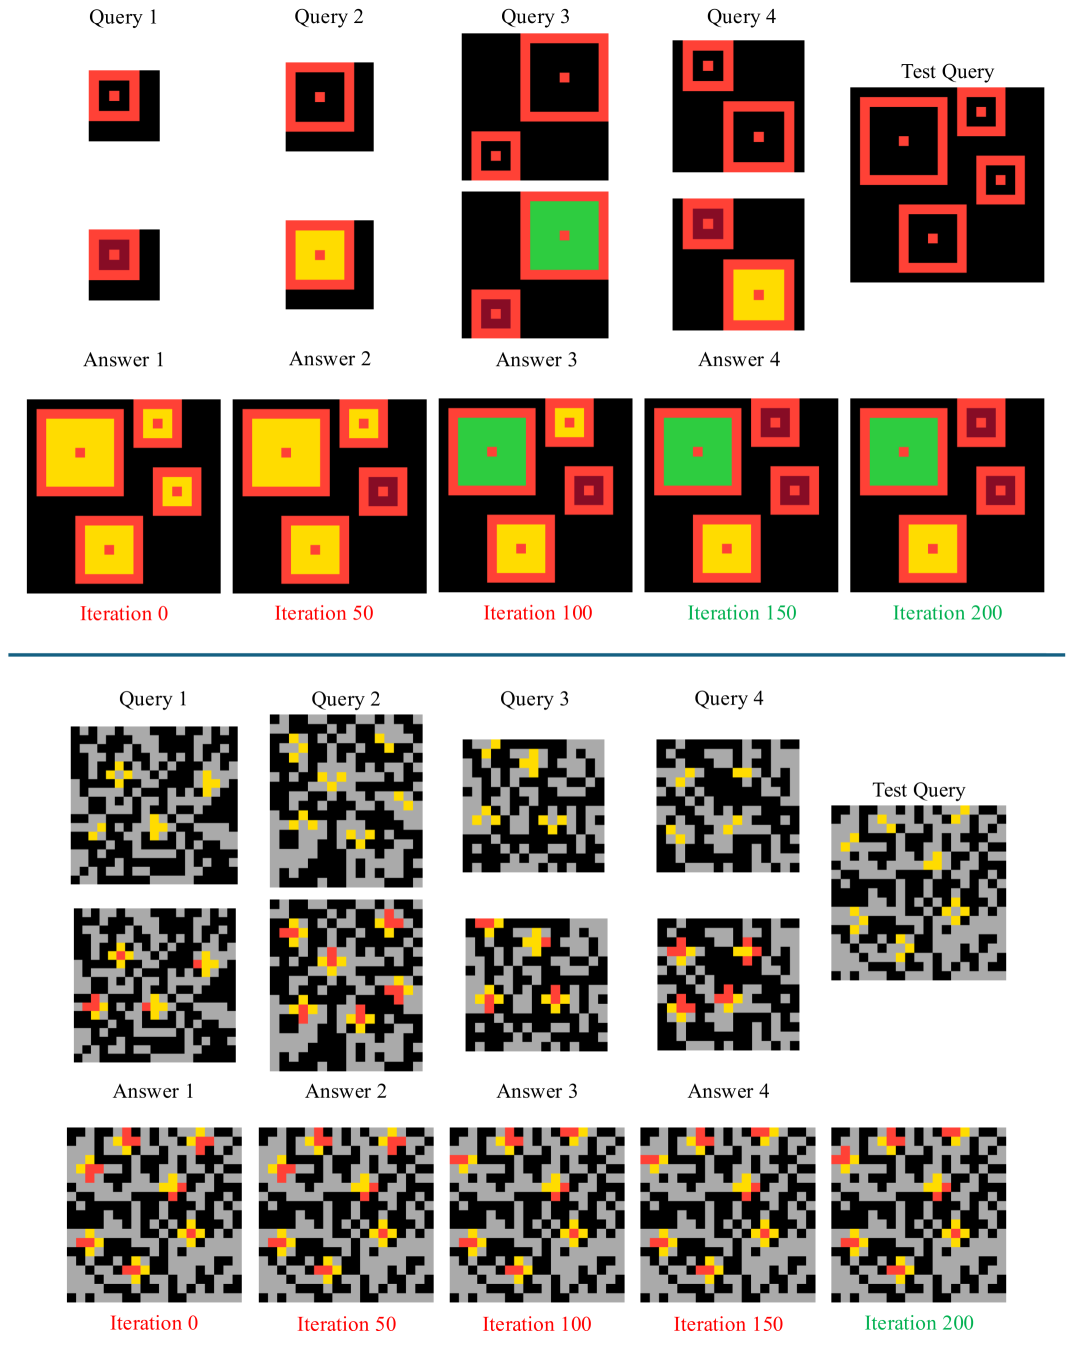 Query 1
Query 2
Query 3
Query 4
Test Query
Answer 1
Answer 2
Answer 3
Answer 4
Iteration 0
Iteration 50
Iteration 100
Iteration 150
Iteration 200
Query 1
Query 2
Query 3
Query 4
Test Query
Answer 1
Answer 2
Answer 3
Answer 4
Iteration 0
Iteration 50
Iteration 100
Iteration 150
Iteration 200